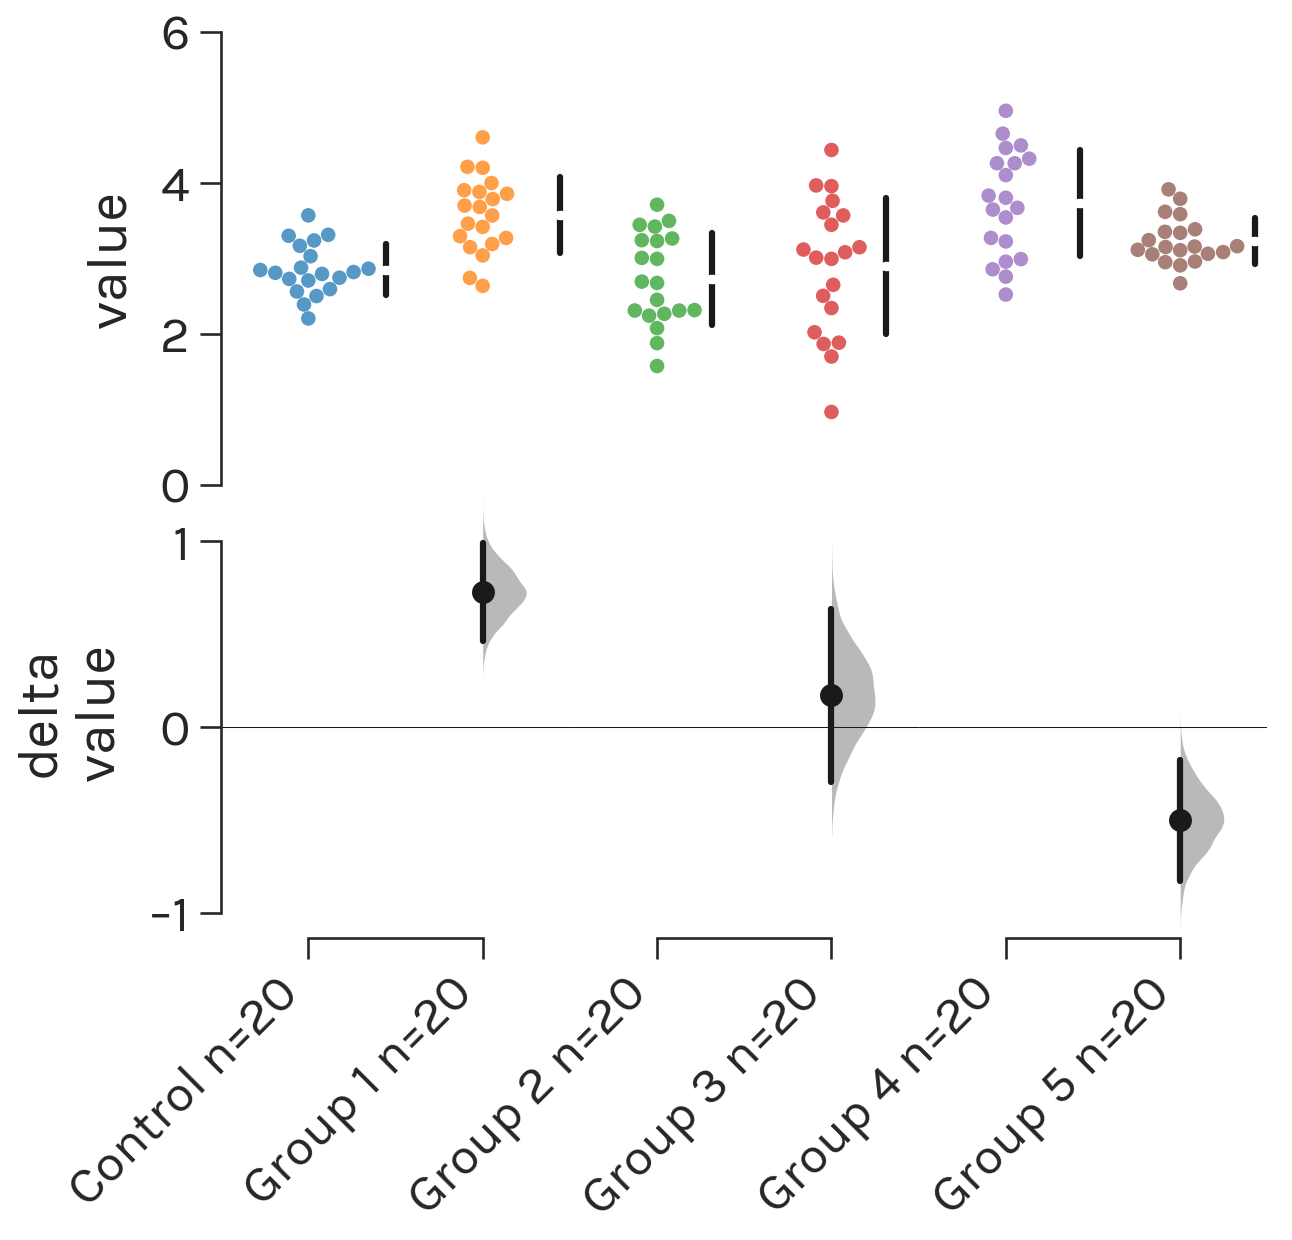 6
4
2
0
value
1
0
-1
delta
value
Control n=20
Group 1 n=20
Group 2 n=20
Group 3 n=20
Group 4 n=20
Group 5 n=20